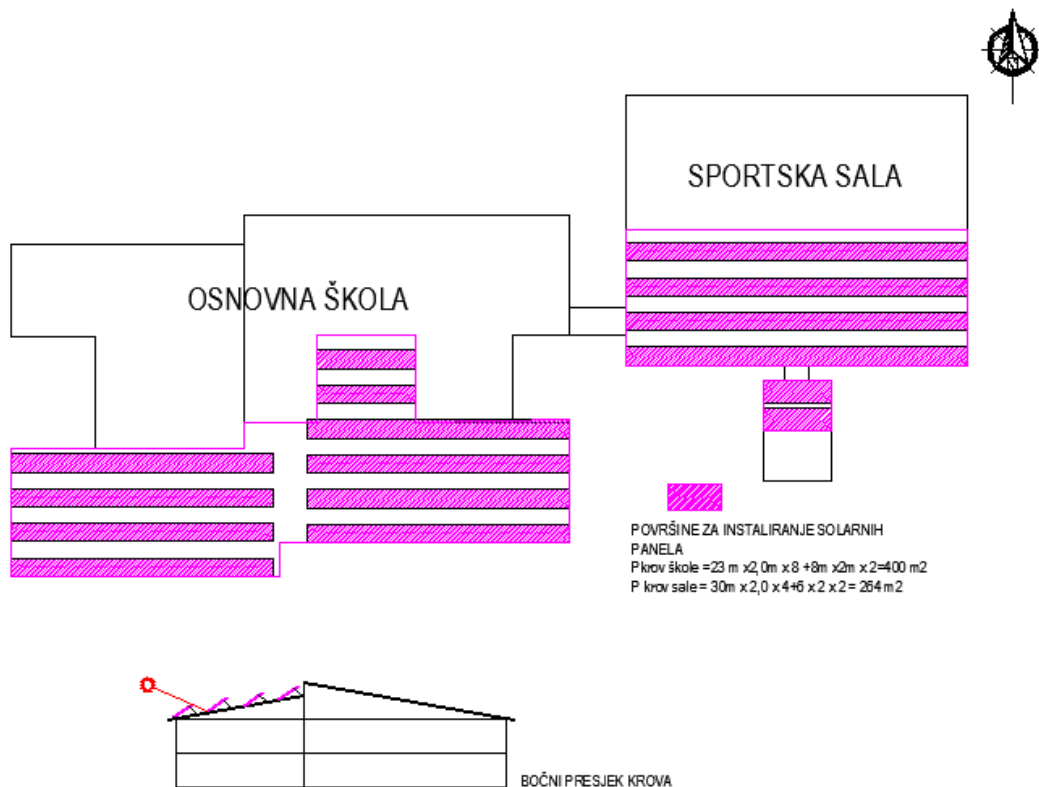 N
SPORTSKA SALA
OSNOVNA ŠKOLA
POVRŠINE ZA INSTALIRANJE SOLARNIH
PANELA
Pkrov škole =23 m x2,0m x 8 +8m x2m x 2=400 m2
P krov sale = 30m x 2,0 x 4+6 x 2 x 2 = 264 m2
BOČNI PRESJEK KROVA